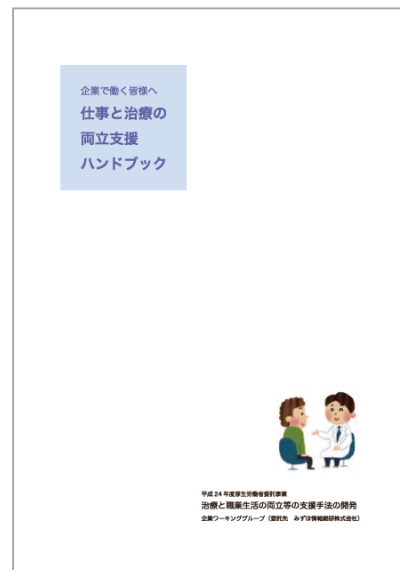 企業で働く皆様へ
仕事と治療の
両立支援
ハンドブック
平成 24 年度厚生労働省委託事業
治療と職業生活の両立等の支援手法の開発
企業ワーキンググループ（委託先　みずほ情報総研株式会社）